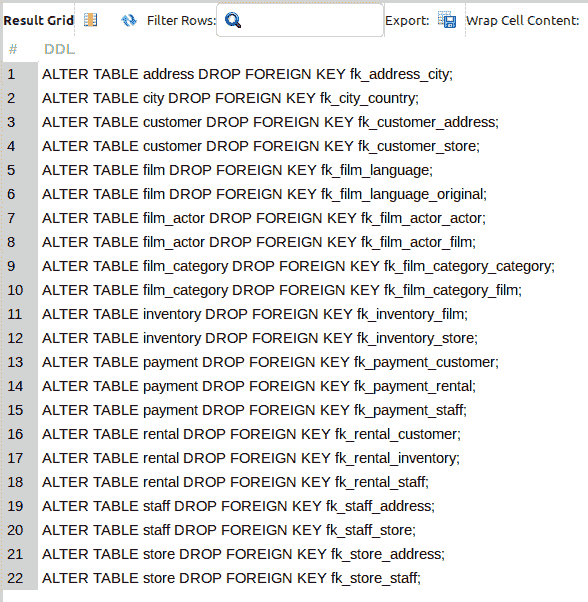 Result Grid Filter Rows: Export: Wrap Cell Content:
# DDL
1 ALTER TABLE address DROP FOREIGN KEY fk_address_city;
2 ALTER TABLE city DROP FOREIGN KEY fk_city_country;
3 ALTER TABLE customer DROP FOREIGN KEY fk_customer_address;
4 ALTER TABLE customer DROP FOREIGN KEY fk_customer_store;
5 ALTER TABLE film DROP FOREIGN KEY fk_film_language;
6 ALTER TABLE film DROP FOREIGN KEY fk_film_language_original;
7 ALTER TABLE film_actor DROP FOREIGN KEY fk_film_actor_actor;
8 ALTER TABLE film_actor DROP FOREIGN KEY fk_film_actor_film;
9 ALTER TABLE film_category DROP FOREIGN KEY fk_film_category_category;
10 ALTER TABLE film_category DROP FOREIGN KEY fk_film_category_film;
11 ALTER TABLE inventory DROP FOREIGN KEY fk_inventory_film;
12 ALTER TABLE inventory DROP FOREIGN KEY fk_inventory_store;
13 ALTER TABLE payment DROP FOREIGN KEY fk_payment_customer;
14 ALTER TABLE payment DROP FOREIGN KEY fk_payment_rental;
15 ALTER TABLE payment DROP FOREIGN KEY fk_payment_staff;
16 ALTER TABLE rental DROP FOREIGN KEY fk_rental_customer;
17 ALTER TABLE rental DROP FOREIGN KEY fk_rental_inventory;
18 ALTER TABLE rental DROP FOREIGN KEY fk_rental_staff;
19 ALTER TABLE staff DROP FOREIGN KEY fk_staff_address;
20 ALTER TABLE staff DROP FOREIGN KEY fk_staff_store;
21 ALTER TABLE store DROP FOREIGN KEY fk_store_address;
22 ALTER TABLE store DROP FOREIGN KEY fk_store_staff;